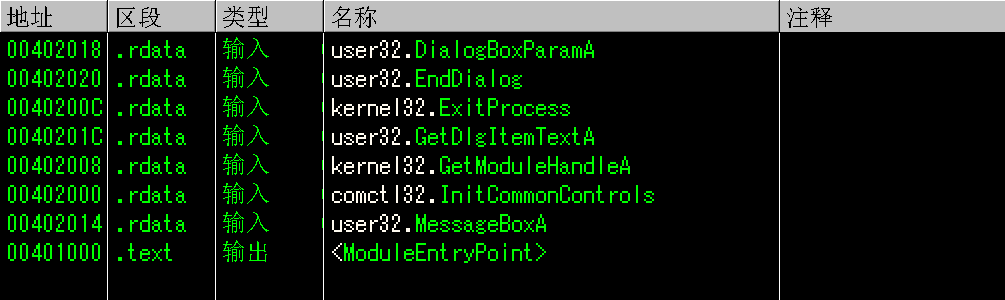 地址 区段 类型 名称 注释
00402018 .rdata 输入 user32.DialogBoxParamA
00402020 .rdata 输入 user32.EndDialog
0040200C .rdata 输入 kernel32.ExitProcess
0040201C .rdata 输入 user32.GetDlgItemTextA
00402008 .rdata 输入 kernel32.GetModuleHandleA
00402000 .rdata 输入 comctl32.InitCommonControls
00402014 .rdata 输入 user32.MessageBoxA
00401000 .text 输出 <ModuleEntryPoint>